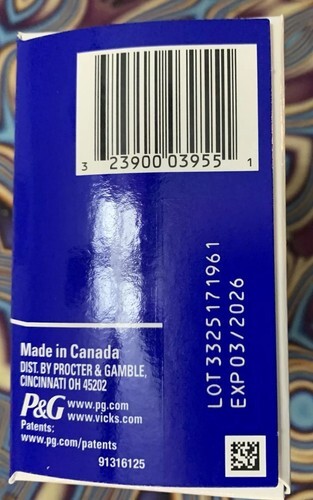 3 23900 03955 1
LOT 3325171961
EXP 03/2026
Made in Canada
DIST. BY PROCTER & GAMBLE,
CINCINNATI OH 45202
P&G www.pg.com
www.vicks.com
Patents:
www.pg.com/patents
91316125